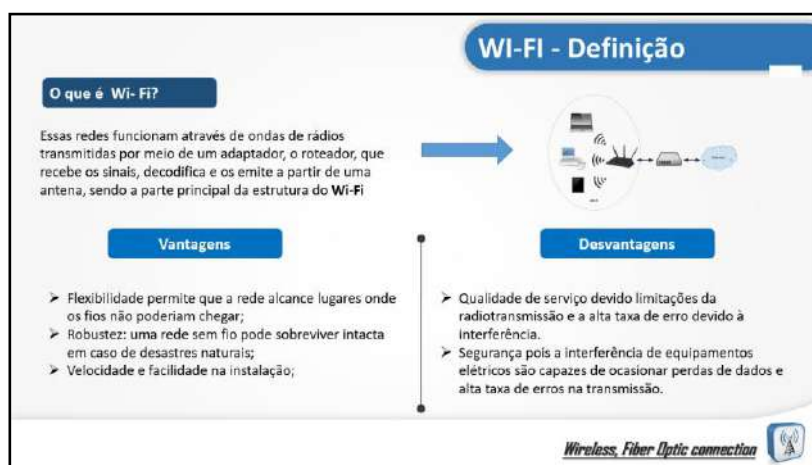 WI-FI - Definição
O que é Wi- Fi?
Essas redes funcionam através de ondas de rádios
transmitidas por meio de um adaptador, o roteador, que
recebe os sinais, decodifica e os emite a partir de uma
antena, sendo a parte principal da estrutura do Wi-Fi
Vantagens
➢ Flexibilidade permite que a rede alcance lugares onde
os fios não poderiam chegar;
➢ Robustez: uma rede sem fio pode sobreviver intacta
em caso de desastres naturais;
➢ Velocidade e facilidade na instalação;
Desvantagens
➢ Qualidade de serviço devido limitações da
radiotransmissão e a alta taxa de erro devido à
interferência.
➢ Segurança pois a interferência de equipamentos
elétricos são capazes de ocasionar perdas de dados e
alta taxa de erros na transmissão.
Wireless, Fiber Optic connection